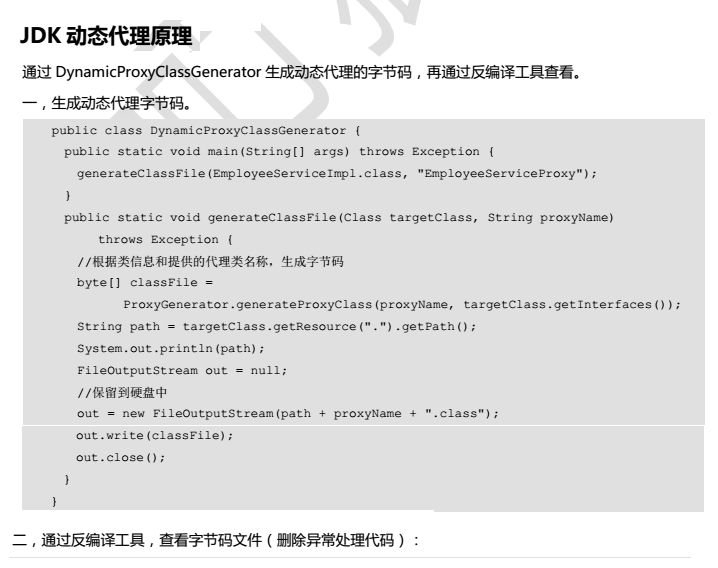 JDK 动态代理原理
通过 DynamicProxyClassGenerator 生成动态代理的字节码，再通过反编译工具查看。
一，生成动态代理字节码。
public class DynamicProxyClassGenerator {
public static void main(String[] args) throws Exception {
generateClassFile(EmployeeServiceImpl.class, "EmployeeServiceProxy");
}
public static void generateClassFile(Class targetClass, String proxyName)
throws Exception {
//根据类信息和提供的代理类名称，生成字节码
byte[] classFile =
ProxyGenerator.generateProxyClass(proxyName, targetClass.getInterfaces());
String path = targetClass.getResource(".").getPath();
System.out.println(path);
FileOutputStream out = null;
//保留到硬盘中
out = new FileOutputStream(path + proxyName + ".class");
out.write(classFile);
out.close();
}
}
二，通过反编译工具，查看字节码文件（删除异常处理代码）：